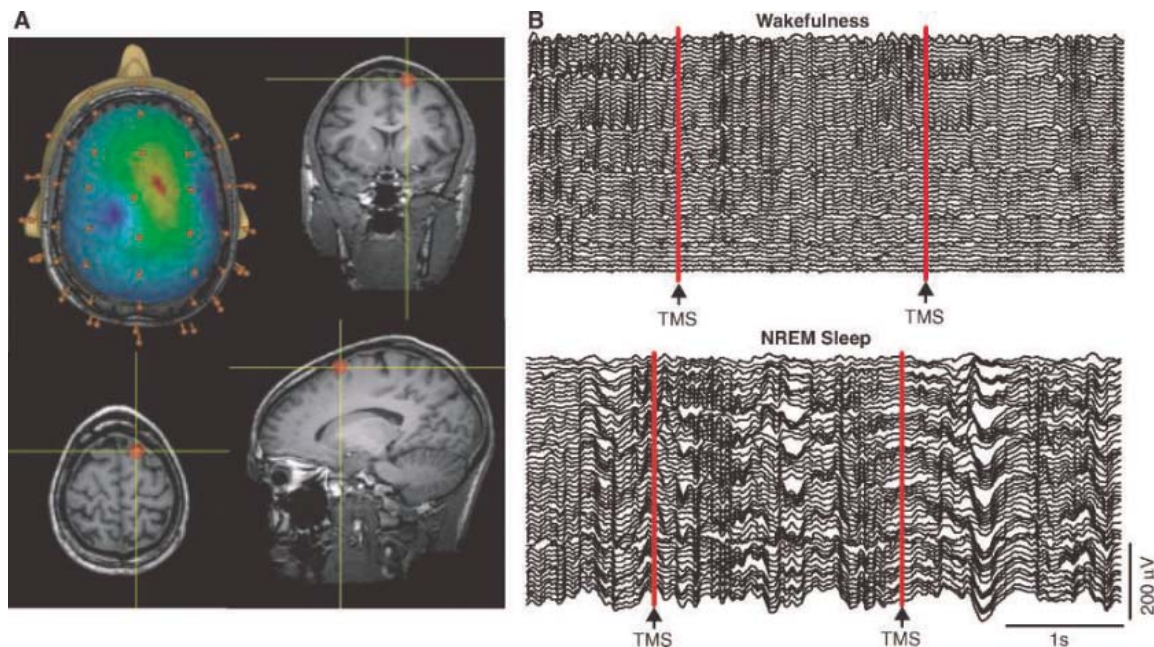 A
B
Wakefulness
TMS
TMS
NREM Sleep
200 µV
TMS
TMS
1s